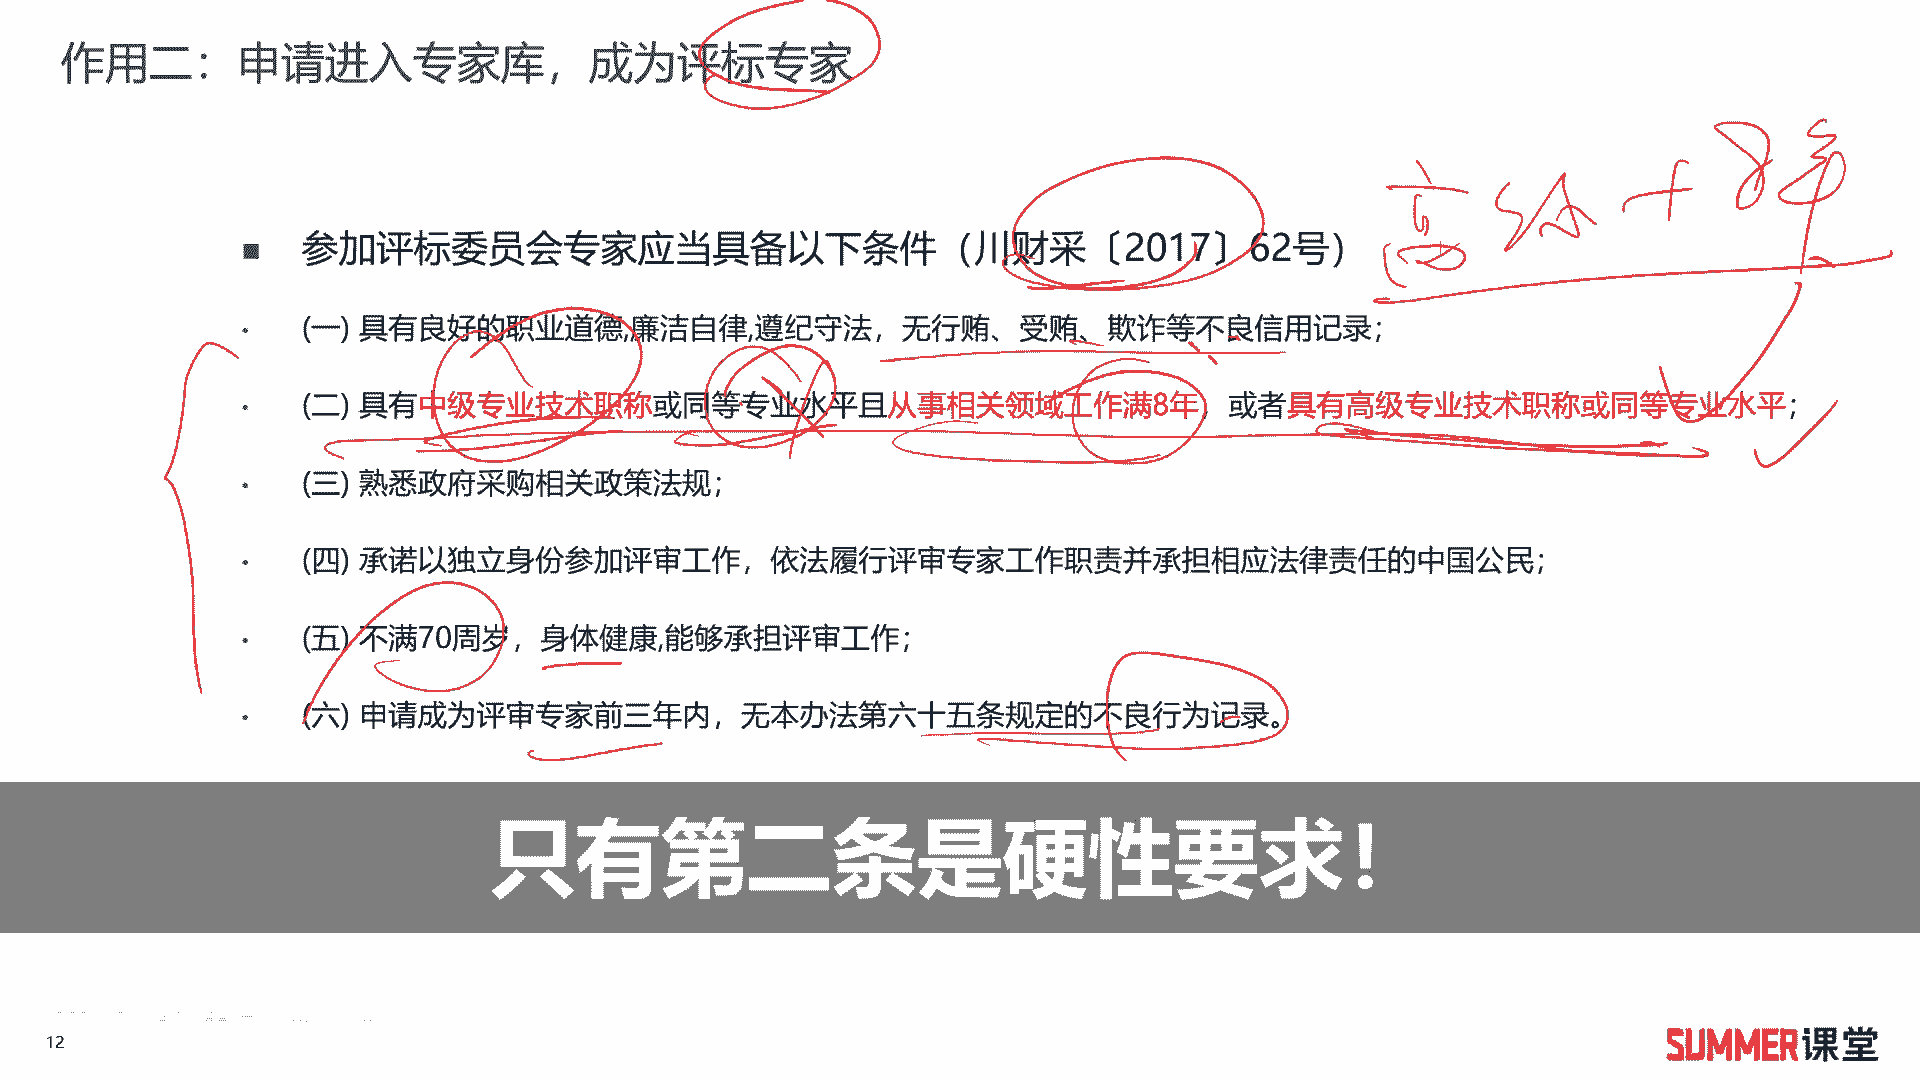 作用二：申请进入专家库，成为评标专家
高级+8年
■ 参加评标委员会专家应当具备以下条件（川财采〔2017〕62号）
• (一) 具有良好的职业道德,廉洁自律,遵纪守法，无行贿、受贿、欺诈等不良信用记录；
• (二) 具有中级专业技术职称或同等专业水平且从事相关领域工作满8年，或者具有高级专业技术职称或同等专业水平；
• (三) 熟悉政府采购相关政策法规；
• (四) 承诺以独立身份参加评审工作，依法履行评审专家工作职责并承担相应法律责任的中国公民；
• (五) 不满70周岁，身体健康,能够承担评审工作；
• (六) 申请成为评审专家前三年内，无本办法第六十五条规定的不良行为记录。
只有第二条是硬性要求！
12
SUMMER课堂